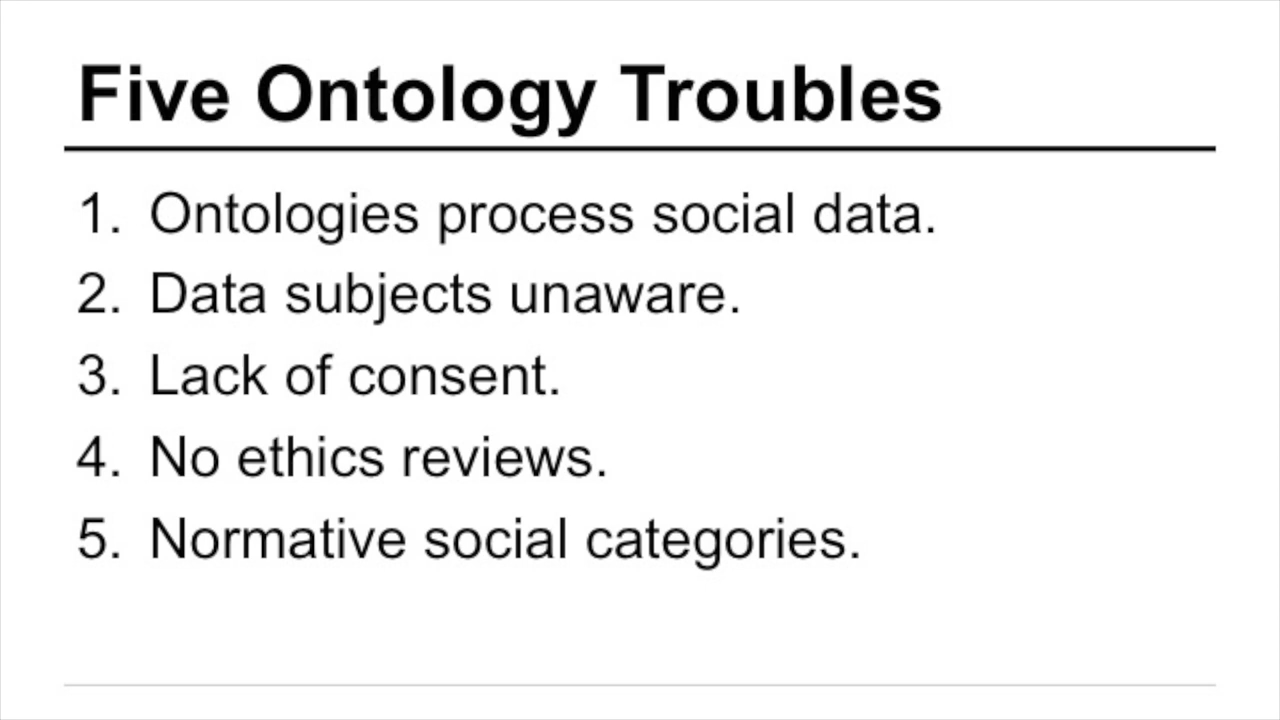 Five Ontology Troubles
1. Ontologies process social data.
2. Data subjects unaware.
3. Lack of consent.
4. No ethics reviews.
5. Normative social categories.